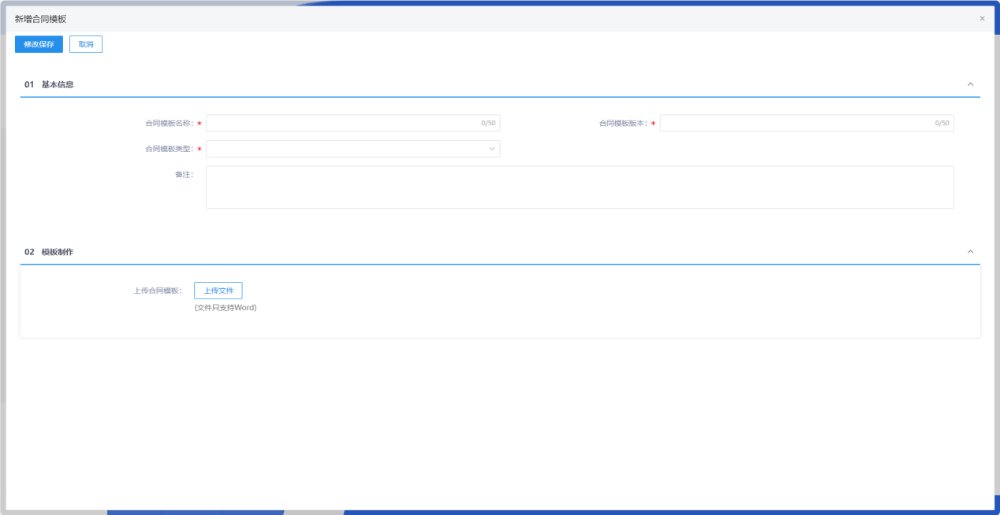 新增合同模板
修改保存 取消
01 基本信息
合同模板名称： * 0/50 合同模板版本： * 0/50
合同模板类型： *
备注：
02 模板制作
上传合同模板： 上传文件
(文件只支持Word)